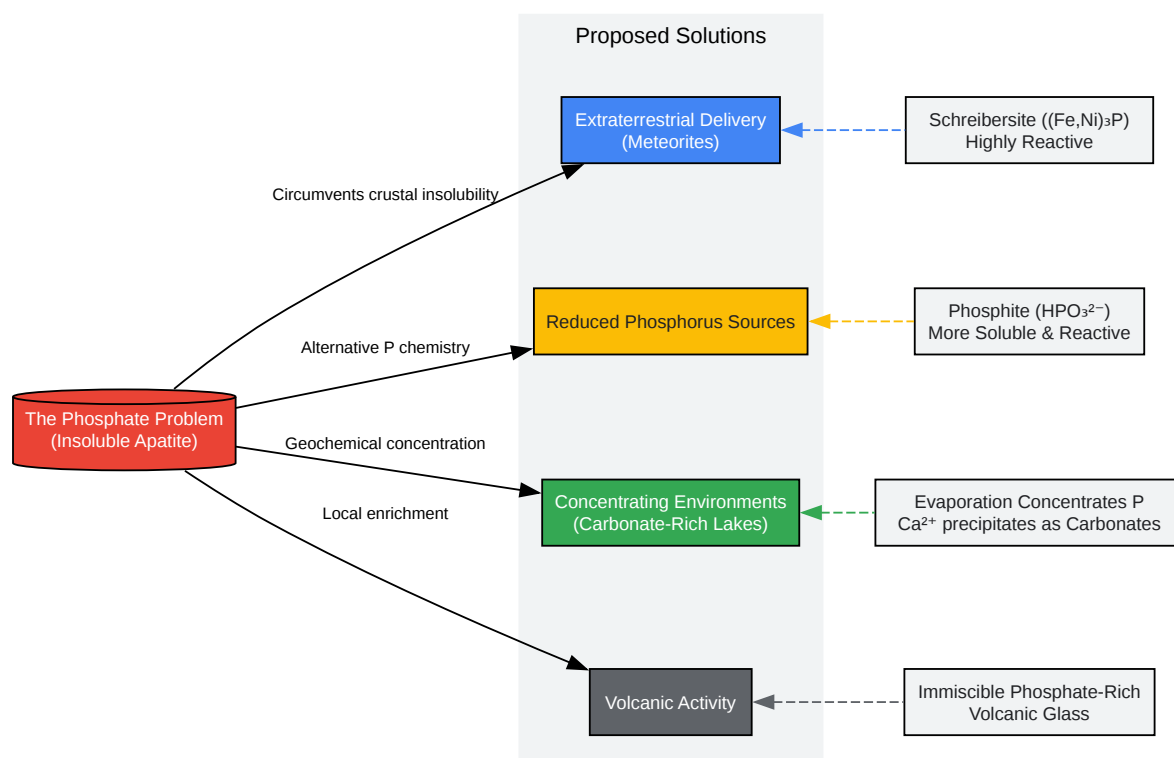 Proposed Solutions
Extraterrestrial Delivery
(Meteorites)
Schreibersite ((Fe,Ni)₃P)
Highly Reactive
Circumvents crustal insolubility
Reduced Phosphorus Sources
Phosphite (HPO₃²⁻)
More Soluble & Reactive
Alternative P chemistry
The Phosphate Problem
(Insoluble Apatite)
Geochemical concentration
Concentrating Environments
(Carbonate-Rich Lakes)
Evaporation Concentrates P
Ca²⁺ precipitates as Carbonates
Local enrichment
Volcanic Activity
Immiscible Phosphate-Rich
Volcanic Glass